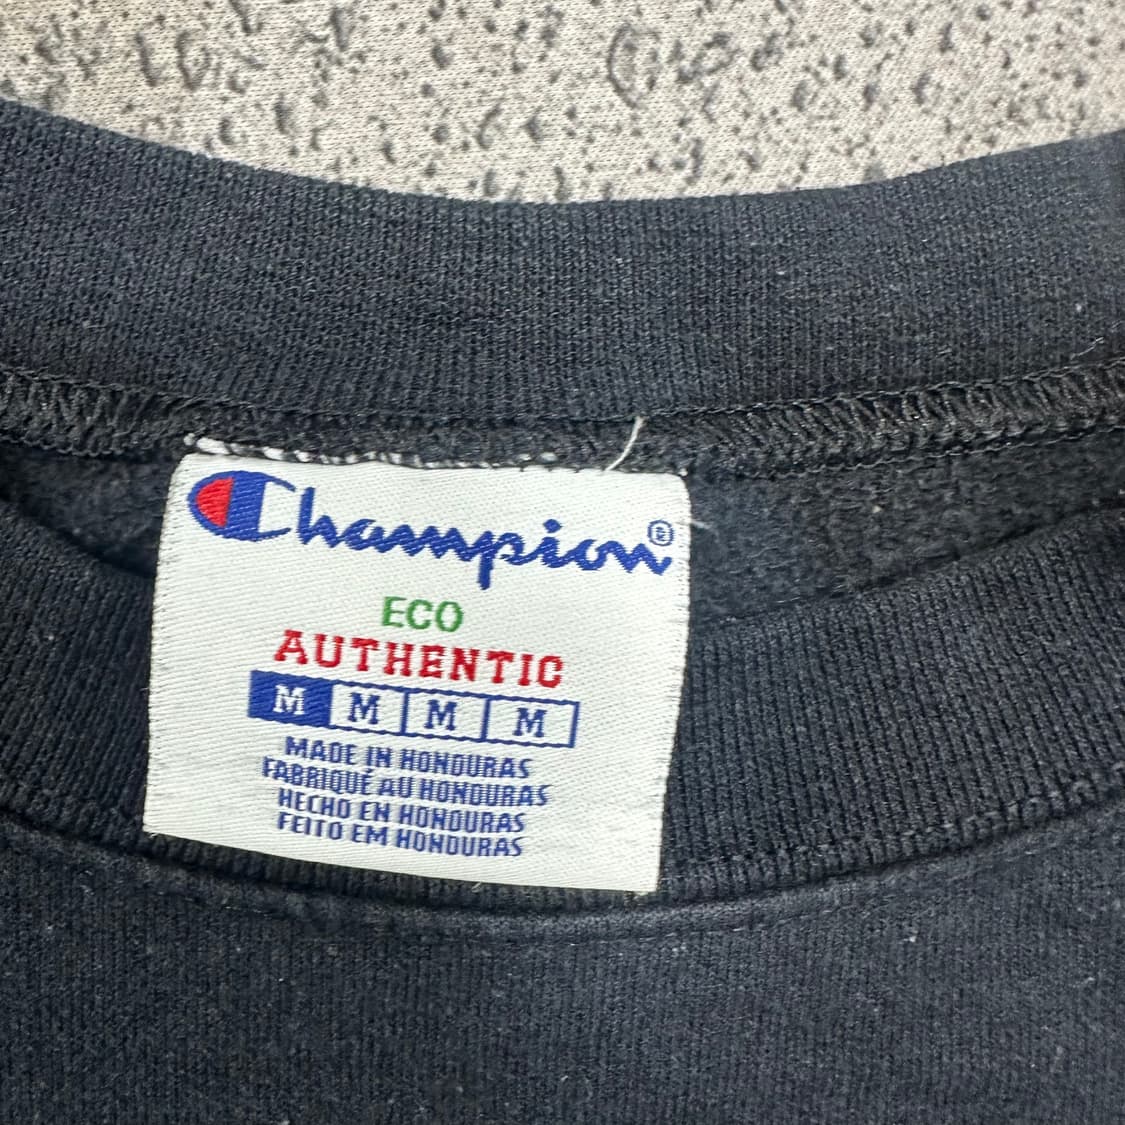 Champion®
ECO
AUTHENTIC
M M M M
MADE IN HONDURAS
FABRIQUÉ AU HONDURAS
HECHO EN HONDURAS
FEITO EM HONDURAS